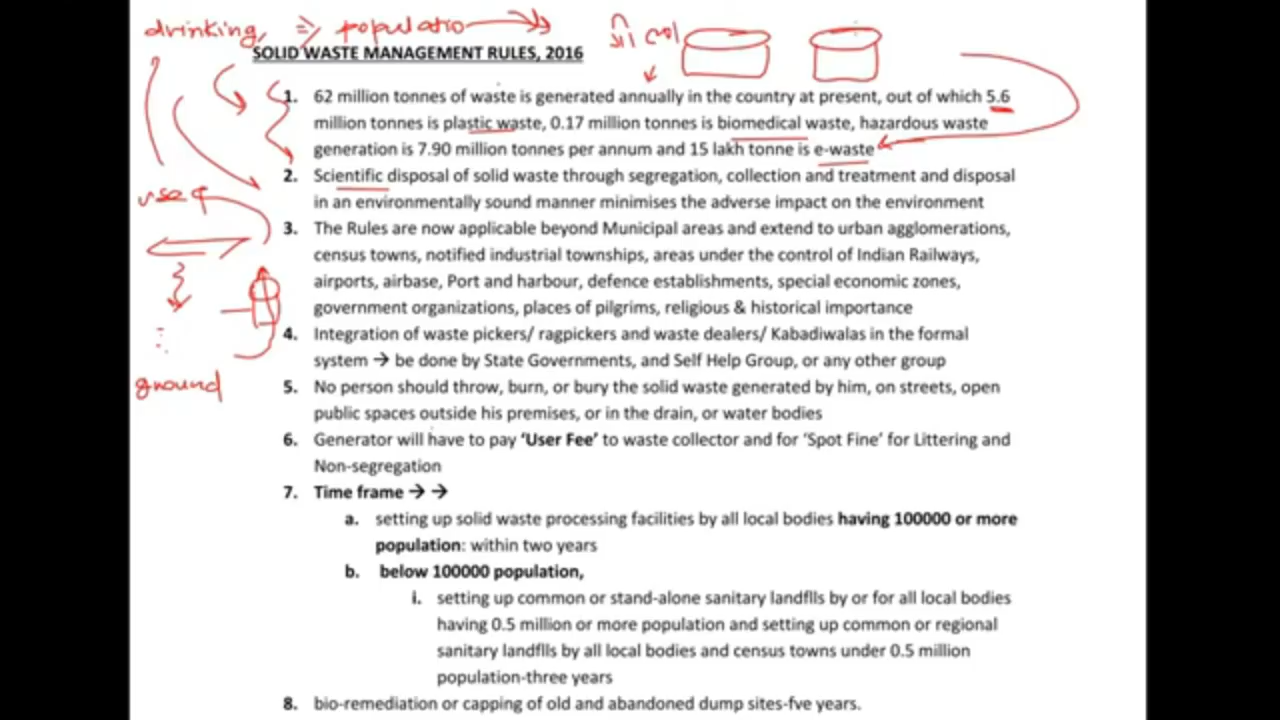 drinking, ⇒ population
SOLID WASTE MANAGEMENT RULES, 2016
1. 62 million tonnes of waste is generated annually in the country at present, out of which 5.6
million tonnes is plastic waste, 0.17 million tonnes is biomedical waste, hazardous waste
generation is 7.90 million tonnes per annum and 15 lakh tonne is e-waste
2. Scientific disposal of solid waste through segregation, collection and treatment and disposal
in an environmentally sound manner minimises the adverse impact on the environment
use of
3. The Rules are now applicable beyond Municipal areas and extend to urban agglomerations,
census towns, notified industrial townships, areas under the control of Indian Railways,
airports, airbase, Port and harbour, defence establishments, special economic zones,
government organizations, places of pilgrims, religious & historical importance
4. Integration of waste pickers/ ragpickers and waste dealers/ Kabadiwalas in the formal
system → be done by State Governments, and Self Help Group, or any other group
ground
5. No person should throw, burn, or bury the solid waste generated by him, on streets, open
public spaces outside his premises, or in the drain, or water bodies
6. Generator will have to pay ‘User Fee’ to waste collector and for ‘Spot Fine’ for Littering and
Non-segregation
7. Time frame → →
a. setting up solid waste processing facilities by all local bodies having 100000 or more
population: within two years
b. below 100000 population,
i. setting up common or stand-alone sanitary landflls by or for all local bodies
having 0.5 million or more population and setting up common or regional
sanitary landflls by all local bodies and census towns under 0.5 million
population-three years
8. bio-remediation or capping of old and abandoned dump sites-fve years.